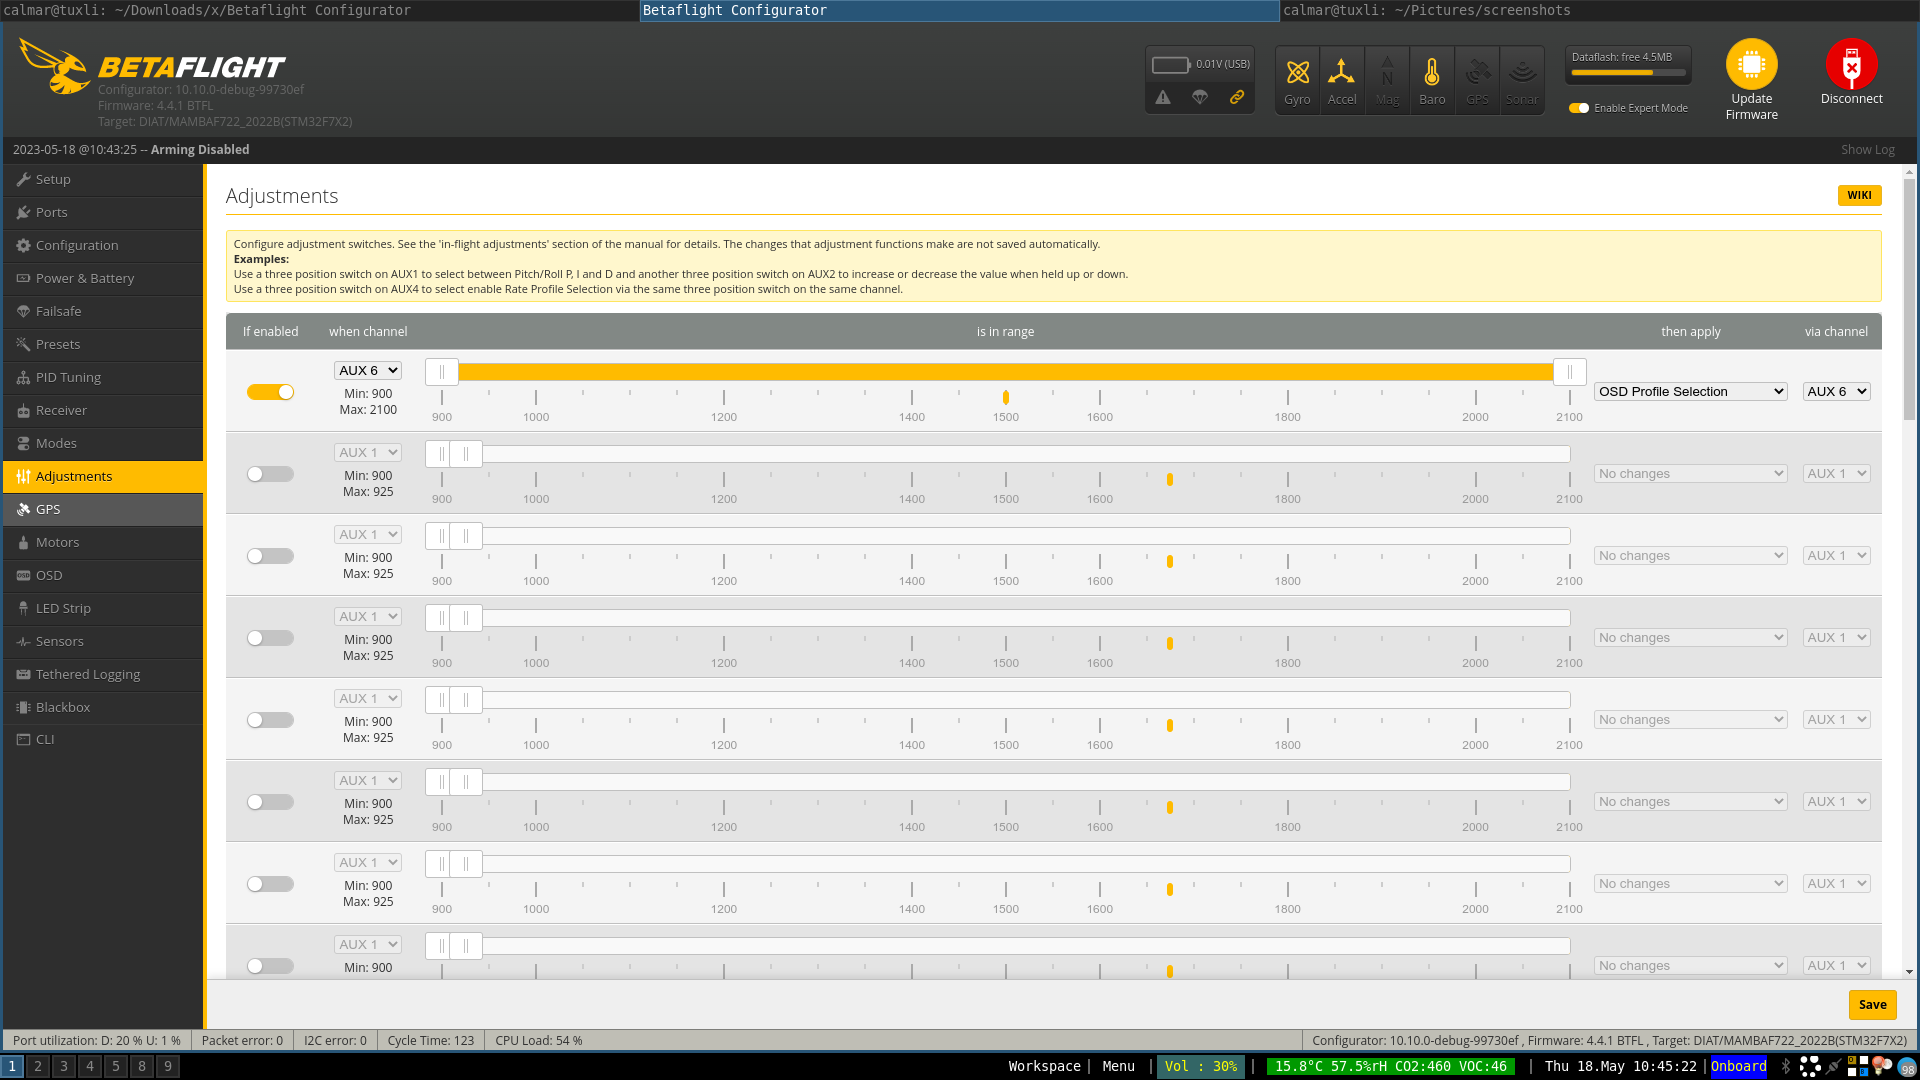 calmar@tuxli: ~/Downloads/x/Betaflight Configurator
Betaflight Configurator
calmar@tuxli: ~/Pictures/screenshots
BETAFLIGHT
Configurator: 10.10.0-debug-99730ef
Firmware: 4.4.1 BTFL
Target: DIAT/MAMBAF722_2022B(STM32F7X2)
0.01V (USB)
Gyro
Accel
N
Mag
Baro
GPS
Sonar
Dataflash: free 4.5MB
Enable Expert Mode
Update
Firmware
Disconnect
2023-05-18 @10:43:25 -- Arming Disabled
Show Log
Setup
Ports
Configuration
Power & Battery
Failsafe
Presets
PID Tuning
Receiver
Modes
Adjustments
GPS
Motors
OSD
LED Strip
Sensors
Tethered Logging
Blackbox
CLI
Adjustments
WIKI
Configure adjustment switches. See the 'in-flight adjustments' section of the manual for details. The changes that adjustment functions make are not saved automatically.
Examples:
Use a three position switch on AUX1 to select between Pitch/Roll P, I and D and another three position switch on AUX2 to increase or decrease the value when held up or down.
Use a three position switch on AUX4 to select enable Rate Profile Selection via the same three position switch on the same channel.
If enabled when channel is in range then apply via channel
AUX 6
Min: 900
Max: 2100
900 1000 1200 1400 1500 1600 1800 2000 2100
OSD Profile Selection AUX 6
AUX 1
Min: 900
Max: 925
900 1000 1200 1400 1500 1600 1800 2000 2100
No changes AUX 1
AUX 1
Min: 900
Max: 925
900 1000 1200 1400 1500 1600 1800 2000 2100
No changes AUX 1
AUX 1
Min: 900
Max: 925
900 1000 1200 1400 1500 1600 1800 2000 2100
No changes AUX 1
AUX 1
Min: 900
Max: 925
900 1000 1200 1400 1500 1600 1800 2000 2100
No changes AUX 1
AUX 1
Min: 900
Max: 925
900 1000 1200 1400 1500 1600 1800 2000 2100
No changes AUX 1
AUX 1
Min: 900
Max: 925
900 1000 1200 1400 1500 1600 1800 2000 2100
No changes AUX 1
AUX 1
Min: 900
No changes AUX 1
Save
Port utilization: D: 20 % U: 1 % Packet error: 0 I2C error: 0 Cycle Time: 123 CPU Load: 54 %
Configurator: 10.10.0-debug-99730ef , Firmware: 4.4.1 BTFL , Target: DIAT/MAMBAF722_2022B(STM32F7X2)
1 2 3 4 5 8 9
Workspace| Menu | Vol : 30% | 15.8°C 57.5%rH CO2:460 VOC:46 | Thu 18.May 10:45:22 |Onboard
98